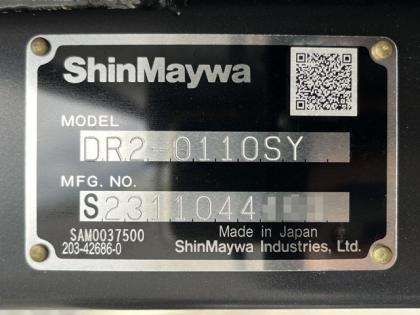 ShinMaywa
MODEL
DR2-0110SY
MFG. NO.
S2311044
SAM0037500
203-42686-0
Made in Japan
ShinMaywa Industries, Ltd.